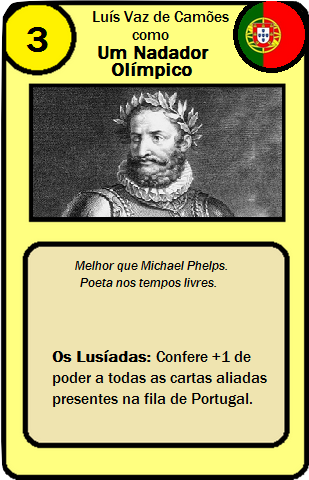 3
Luís Vaz de Camões
como
Um Nadador
Olímpico
Melhor que Michael Phelps.
Poeta nos tempos livres.
Os Lusíadas: Confere +1 de
poder a todas as cartas aliadas
presentes na fila de Portugal.